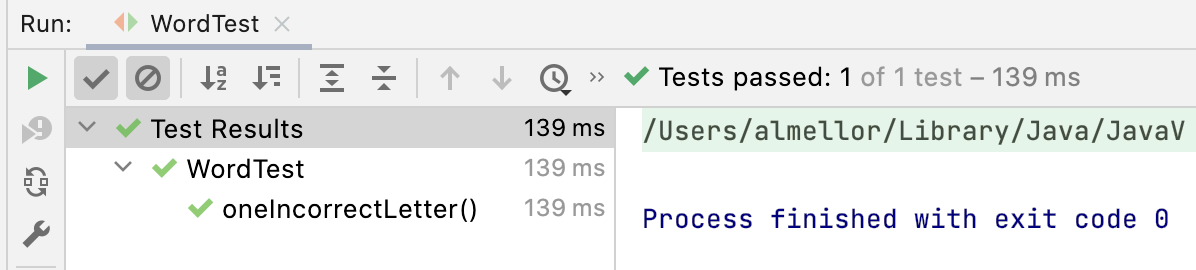 Run: WordTest
Tests passed: 1 of 1 test – 139 ms
Test Results 139 ms
WordTest 139 ms
oneIncorrectLetter() 139 ms
/Users/almellor/Library/Java/JavaV
Process finished with exit code 0